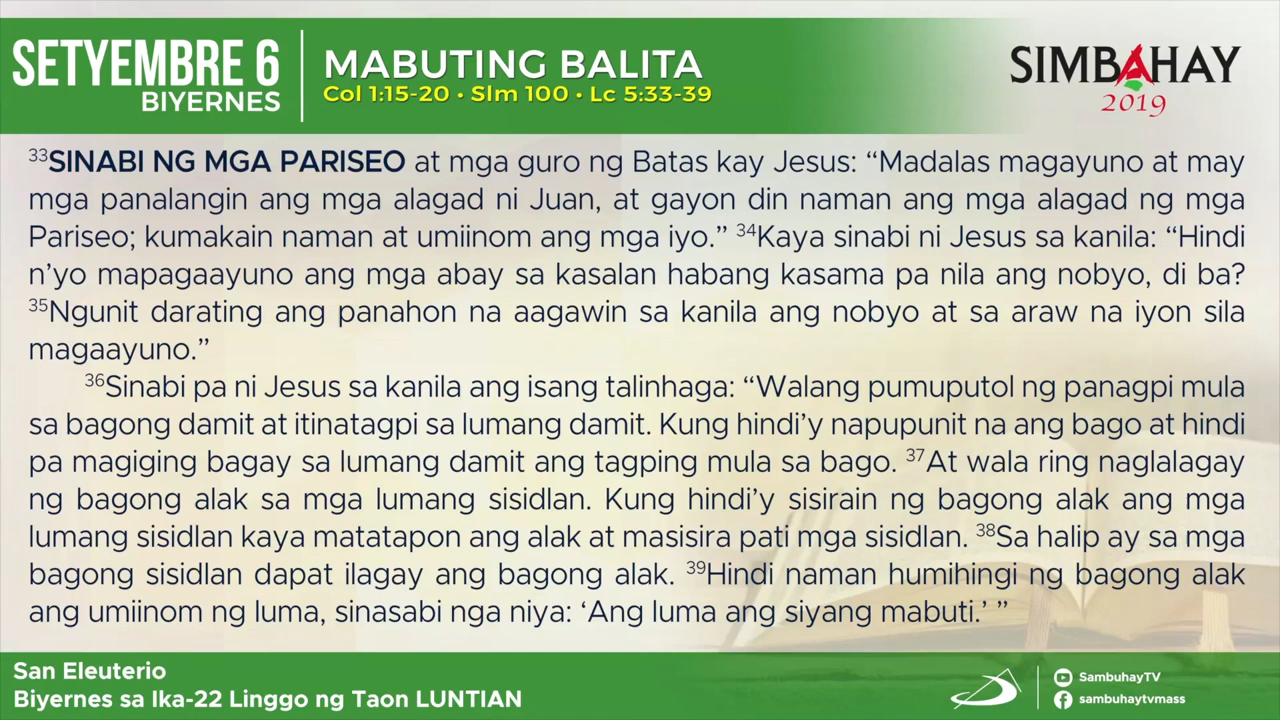 SETYEMBRE 6
BIYERNES
MABUTING BALITA
Col 1:15-20 • Slm 100 • Lc 5:33-39
SIMBAHAY
2019
33SINABI NG MGA PARISEO at mga guro ng Batas kay Jesus: “Madalas magayuno at may
mga panalangin ang mga alagad ni Juan, at gayon din naman ang mga alagad ng mga
Pariseo; kumakain naman at umiinom ang mga iyo.” 34Kaya sinabi ni Jesus sa kanila: “Hindi
n’yo mapagaayuno ang mga abay sa kasalan habang kasama pa nila ang nobyo, di ba?
35Ngunit darating ang panahon na aagawin sa kanila ang nobyo at sa araw na iyon sila
magaayuno.”
36Sinabi pa ni Jesus sa kanila ang isang talinhaga: “Walang pumuputol ng panagpi mula
sa bagong damit at itinatagpi sa lumang damit. Kung hindi’y napupunit na ang bago at hindi
pa magiging bagay sa lumang damit ang tagping mula sa bago. 37At wala ring naglalagay
ng bagong alak sa mga lumang sisidlan. Kung hindi’y sisirain ng bagong alak ang mga
lumang sisidlan kaya matatapon ang alak at masisira pati mga sisidlan. 38Sa halip ay sa mga
bagong sisidlan dapat ilagay ang bagong alak. 39Hindi naman humihingi ng bagong alak
ang umiinom ng luma, sinasabi nga niya: ‘Ang luma ang siyang mabuti.’ ”
San Eleuterio
Biyernes sa Ika-22 Linggo ng Taon LUNTIAN
SambuhayTV
sambuhaytvmass